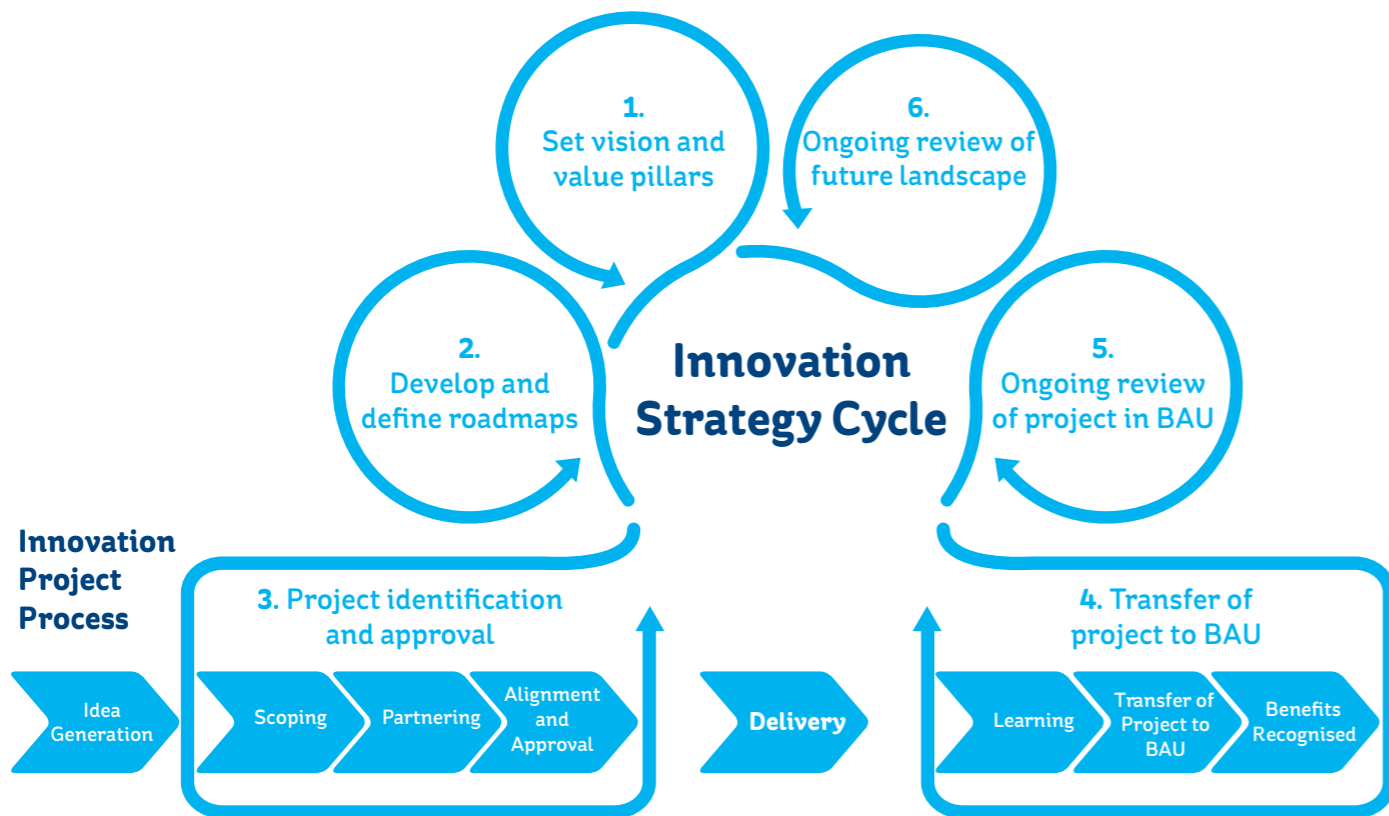 1.
Set vision and
value pillars
6.
Ongoing review of
future landscape
2.
Develop and
define roadmaps
Innovation
Strategy Cycle
5.
Ongoing review
of project in BAU
Innovation
Project
Process
3. Project identification
and approval
4. Transfer of
project to BAU
Idea
Generation
Scoping
Partnering
Alignment
and
Approval
Delivery
Learning
Transfer of
Project to
BAU
Benefits
Recognised